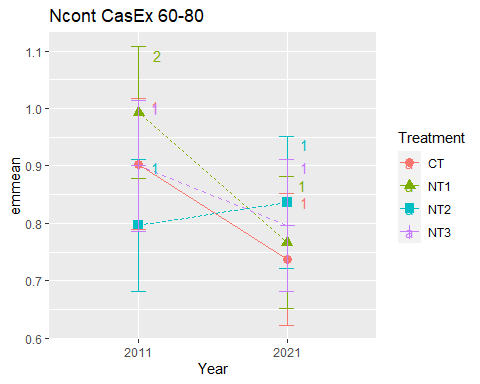 Ncont CasEx 60-80
1.1
1.0
0.9
0.8
0.7
0.6
emmean
2
1
1
1
1
1
1
2011
2021
Year
Treatment
a CT
a NT1
a NT2
a NT3